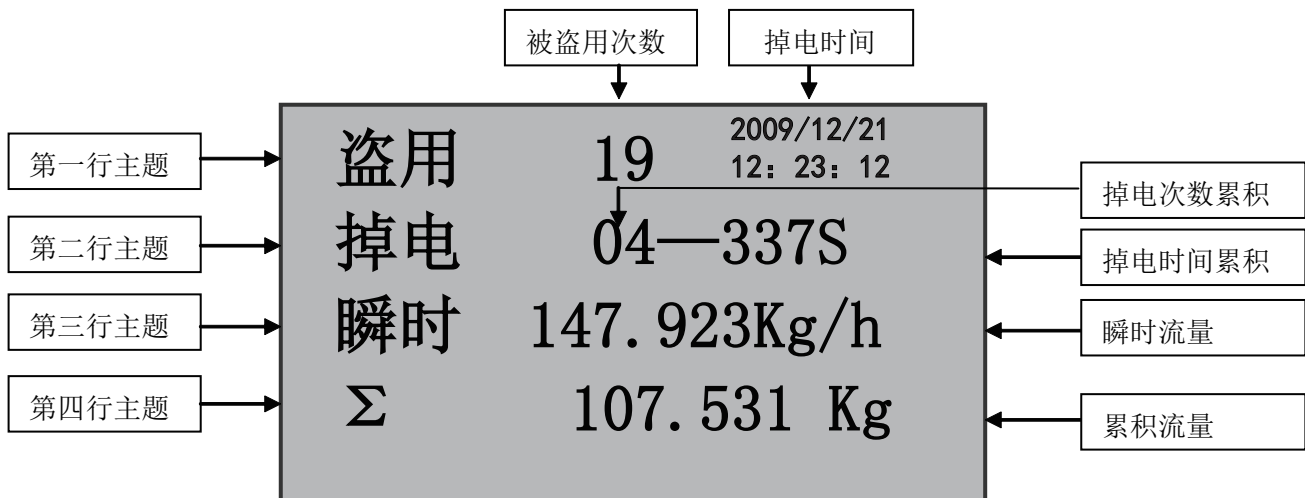 被盗用次数 掉电时间
第一行主题 盗用 19 2009/12/21
12：23：12
掉电次数累积
第二行主题 掉电 04—337S 掉电时间累积
第三行主题 瞬时 147.923Kg/h 瞬时流量
第四行主题 Σ 107.531 Kg 累积流量